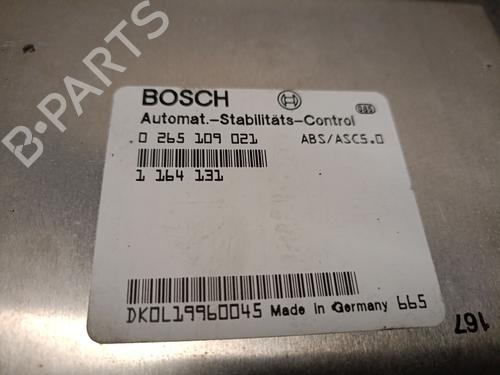 B-PARTS
BOSCH
Automat.-Stabilitäts-Control
0 265 109 021 ABS/ASC5.0
1 164 131
DK0L19960045 Made in Germany 665
167